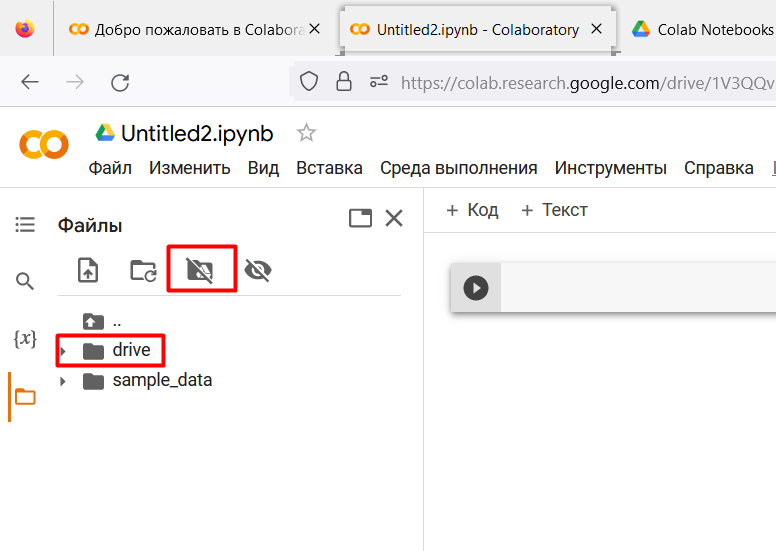 Добро пожаловать в Colabora
Untitled2.ipynb - Colaboratory
Colab Notebooks
https://colab.research.google.com/drive/1V3QQv
Untitled2.ipynb
Файл Изменить Вид Вставка Среда выполнения Инструменты Справка
Файлы
+ Код + Текст
{x}
..
drive
sample_data